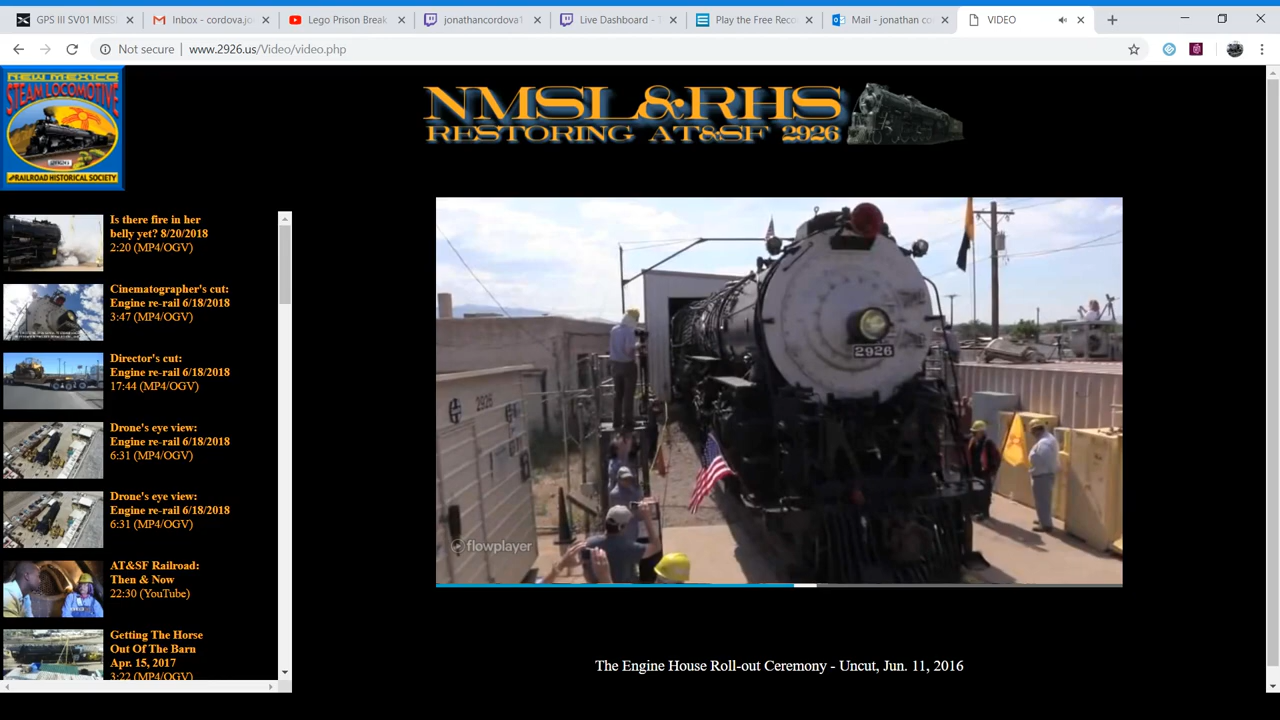 GPS III SV01 MISS
Inbox - cordova.jo
Lego Prison Break
jonathancordova1
Live Dashboard - T
Play the Free Reco
Mail - jonathan co
VIDEO
Not secure | www.2926.us/Video/video.php
NEW MEXICO
STEAM LOCOMOTIVE
&RAILROAD HISTORICAL SOCIETY
NMSL&RHS
RESTORING AT&SF 2926
Is there fire in her
belly yet? 8/20/2018
2:20 (MP4/OGV)
Cinematographer's cut:
Engine re-rail 6/18/2018
3:47 (MP4/OGV)
Director's cut:
Engine re-rail 6/18/2018
17:44 (MP4/OGV)
Drone's eye view:
Engine re-rail 6/18/2018
6:31 (MP4/OGV)
Drone's eye view:
Engine re-rail 6/18/2018
6:31 (MP4/OGV)
AT&SF Railroad:
Then & Now
22:30 (YouTube)
Getting The Horse
Out Of The Barn
Apr. 15, 2017
3:22 (MP4/OGV)
2926
2926
flowplayer
The Engine House Roll-out Ceremony - Uncut, Jun. 11, 2016